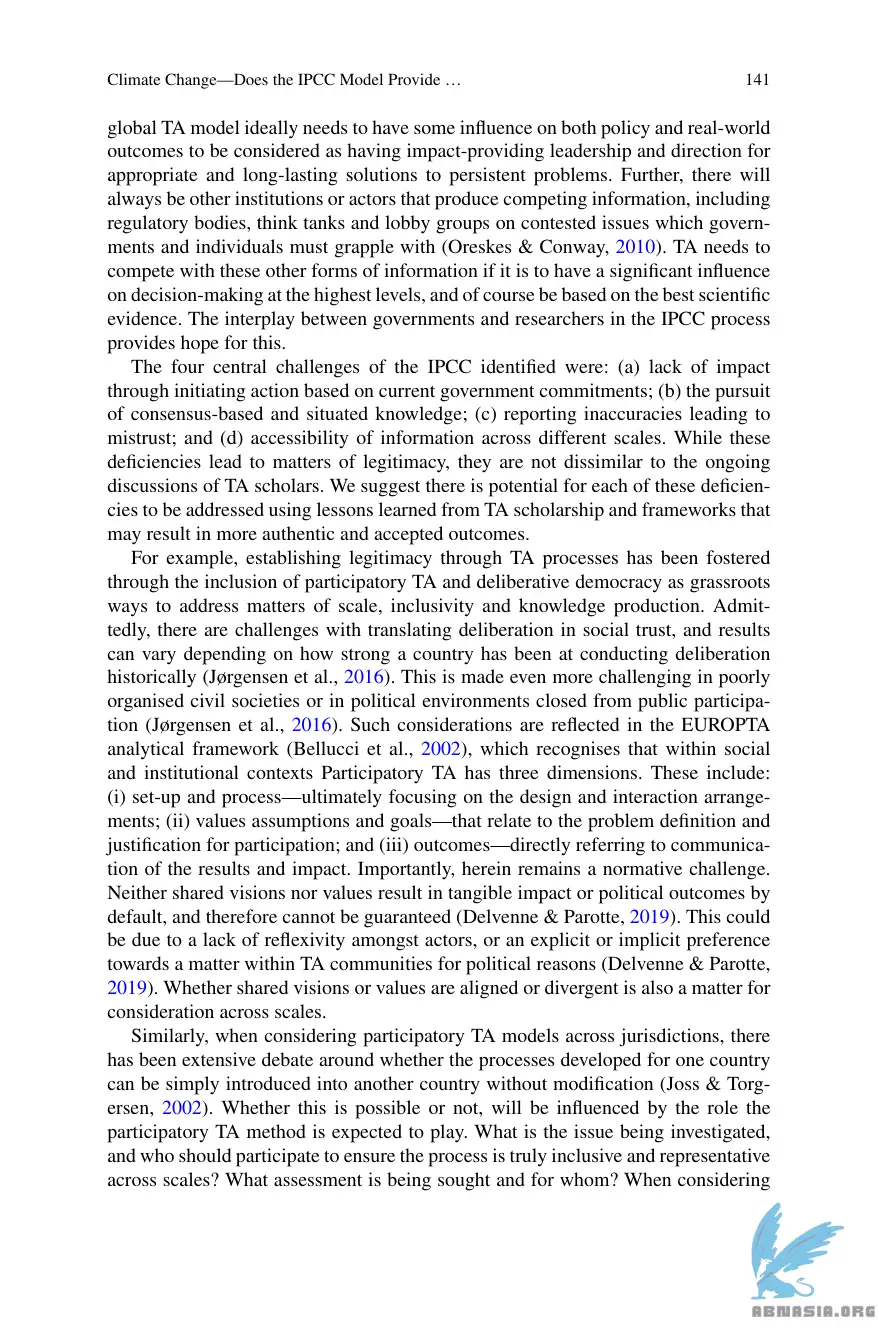 Climate Change—Does the IPCC Model Provide … 141
global TA model ideally needs to have some influence on both policy and real-world
outcomes to be considered as having impact-providing leadership and direction for
appropriate and long-lasting solutions to persistent problems. Further, there will
always be other institutions or actors that produce competing information, including
regulatory bodies, think tanks and lobby groups on contested issues which govern-
ments and individuals must grapple with (Oreskes & Conway, 2010). TA needs to
compete with these other forms of information if it is to have a significant influence
on decision-making at the highest levels, and of course be based on the best scientific
evidence. The interplay between governments and researchers in the IPCC process
provides hope for this.
The four central challenges of the IPCC identified were: (a) lack of impact
through initiating action based on current government commitments; (b) the pursuit
of consensus-based and situated knowledge; (c) reporting inaccuracies leading to
mistrust; and (d) accessibility of information across different scales. While these
deficiencies lead to matters of legitimacy, they are not dissimilar to the ongoing
discussions of TA scholars. We suggest there is potential for each of these deficien-
cies to be addressed using lessons learned from TA scholarship and frameworks that
may result in more authentic and accepted outcomes.
For example, establishing legitimacy through TA processes has been fostered
through the inclusion of participatory TA and deliberative democracy as grassroots
ways to address matters of scale, inclusivity and knowledge production. Admit-
tedly, there are challenges with translating deliberation in social trust, and results
can vary depending on how strong a country has been at conducting deliberation
historically (Jørgensen et al., 2016). This is made even more challenging in poorly
organised civil societies or in political environments closed from public participa-
tion (Jørgensen et al., 2016). Such considerations are reflected in the EUROPTA
analytical framework (Bellucci et al., 2002), which recognises that within social
and institutional contexts Participatory TA has three dimensions. These include:
(i) set-up and process—ultimately focusing on the design and interaction arrange-
ments; (ii) values assumptions and goals—that relate to the problem definition and
justification for participation; and (iii) outcomes—directly referring to communica-
tion of the results and impact. Importantly, herein remains a normative challenge.
Neither shared visions nor values result in tangible impact or political outcomes by
default, and therefore cannot be guaranteed (Delvenne & Parotte, 2019). This could
be due to a lack of reflexivity amongst actors, or an explicit or implicit preference
towards a matter within TA communities for political reasons (Delvenne & Parotte,
2019). Whether shared visions or values are aligned or divergent is also a matter for
consideration across scales.
Similarly, when considering participatory TA models across jurisdictions, there
has been extensive debate around whether the processes developed for one country
can be simply introduced into another country without modification (Joss & Torg-
ersen, 2002). Whether this is possible or not, will be influenced by the role the
participatory TA method is expected to play. What is the issue being investigated,
and who should participate to ensure the process is truly inclusive and representative
across scales? What assessment is being sought and for whom? When considering
ABNASIA.ORG